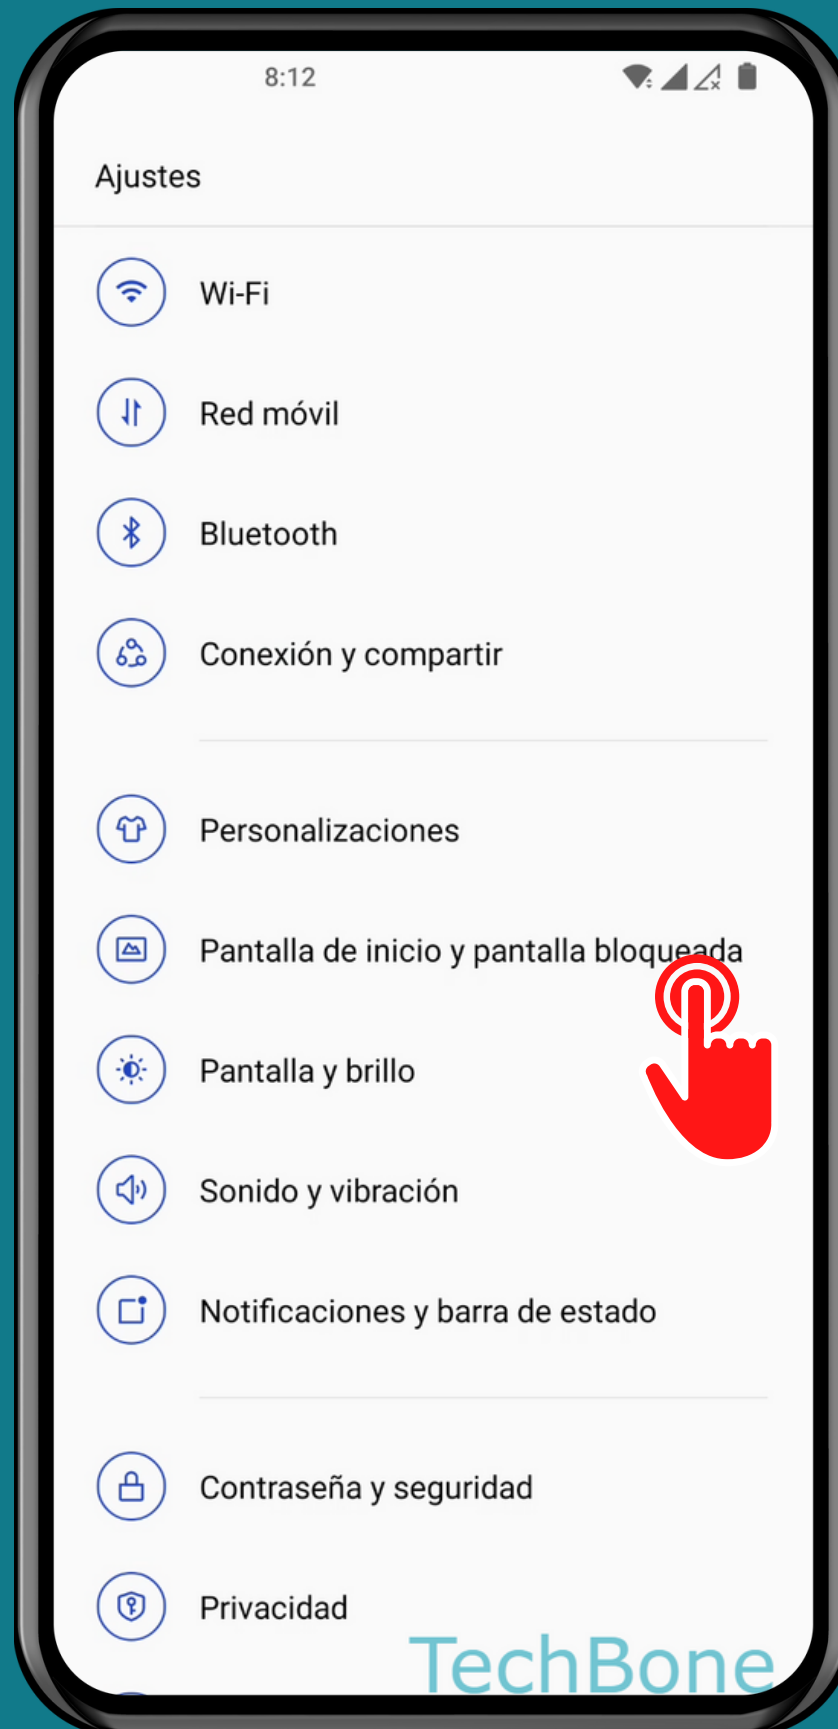 8:12
Ajustes
Wi-Fi
Red móvil
Bluetooth
Conexión y compartir
Personalizaciones
Pantalla de inicio y pantalla bloqueada
Pantalla y brillo
Sonido y vibración
Notificaciones y barra de estado
Contraseña y seguridad
Privacidad
TechBone